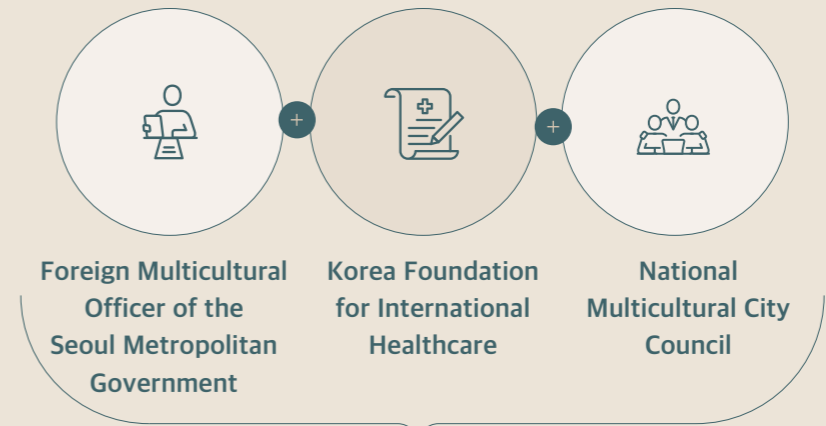 Foreign Multicultural
Officer of the
Seoul Metropolitan
Government
Korea Foundation
for International
Healthcare
National
Multicultural City
Council